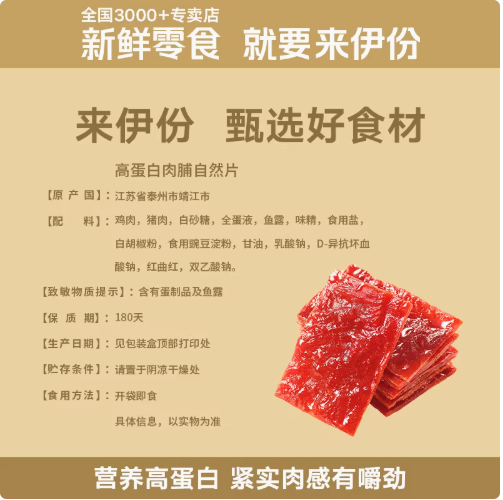 全国3000+专卖店
新鲜零食 就要来伊份
来伊份 甄选好食材
高蛋白肉脯自然片
【原产国】：江苏省泰州市靖江市
【配料】：鸡肉，猪肉，白砂糖，全蛋液，鱼露，味精，食用盐，
白胡椒粉，食用豌豆淀粉，甘油，乳酸钠，D-异抗坏血
酸钠，红曲红，双乙酸钠。
【致敏物质提示】：含有蛋制品及鱼露
【保质期】：180天
【生产日期】：见包装盒顶部打印处
【贮存条件】：请置于阴凉干燥处
【食用方法】：开袋即食
具体信息，以实物为准
营养高蛋白 紧实肉感有嚼劲